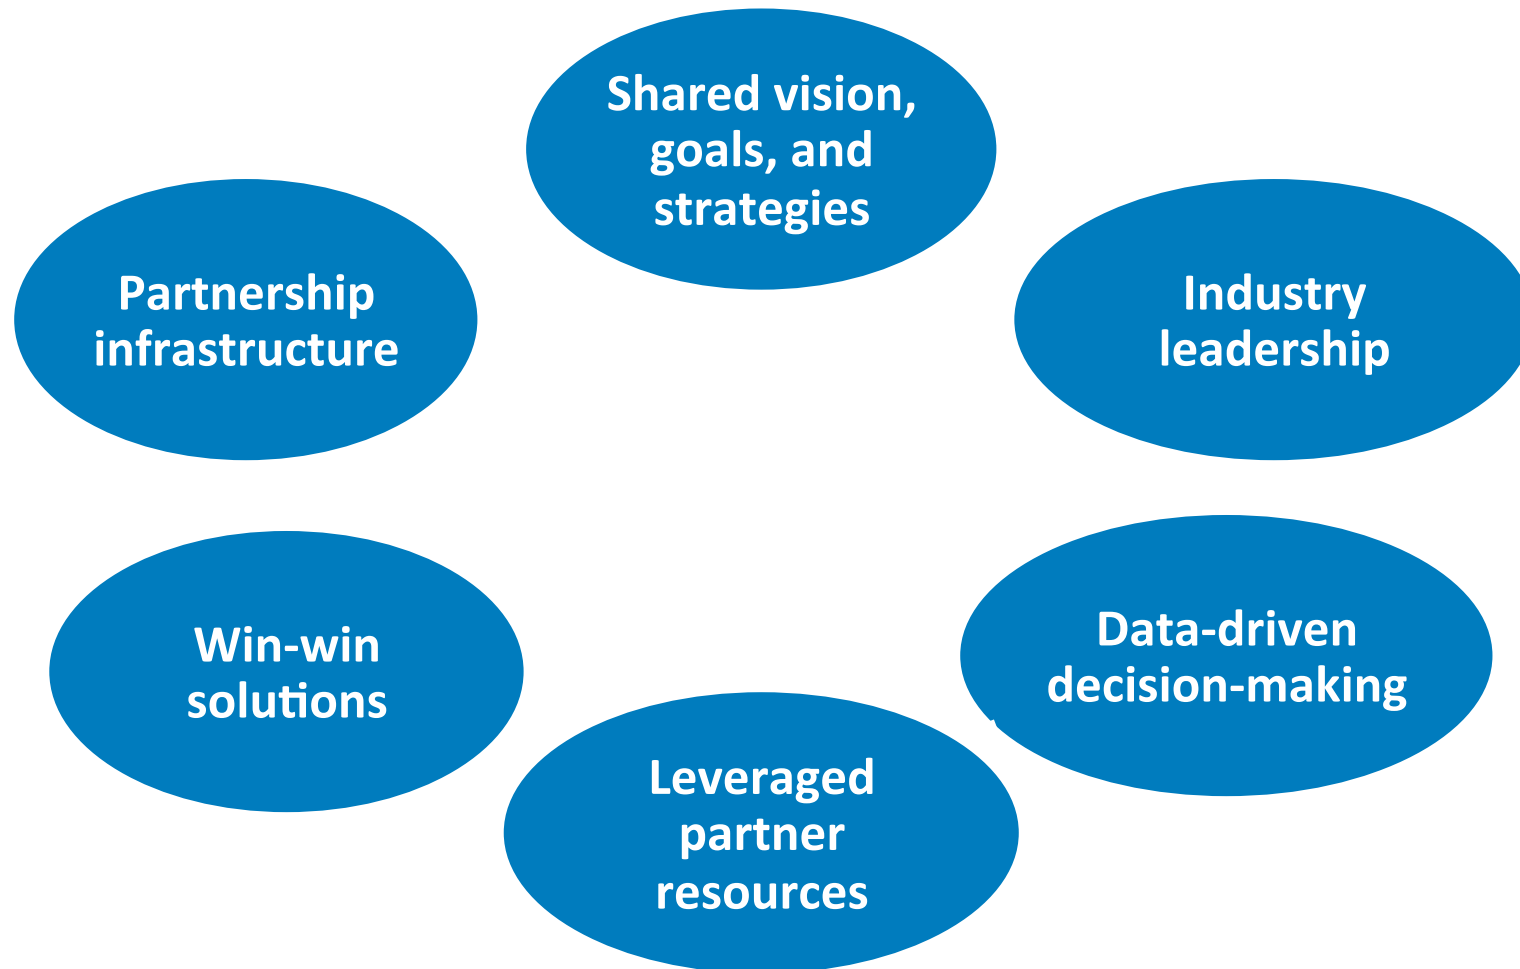 Shared vision,
goals, and
strategies
Partnership
infrastructure
Industry
leadership
Win-win
solutions
Data-driven
decision-making
Leveraged
partner
resources